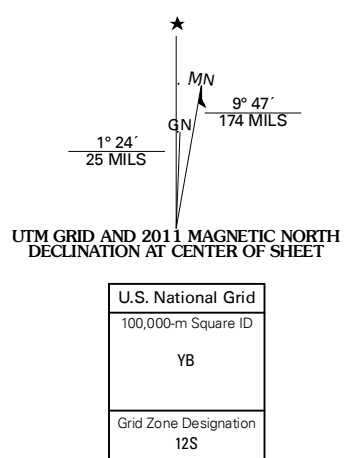 ★
MN
GN
9° 47´
174 MILS
1° 24´
25 MILS
UTM GRID AND 2011 MAGNETIC NORTH
DECLINATION AT CENTER OF SHEET
U.S. National Grid
100,000-m Square ID
YB
Grid Zone Designation
12S